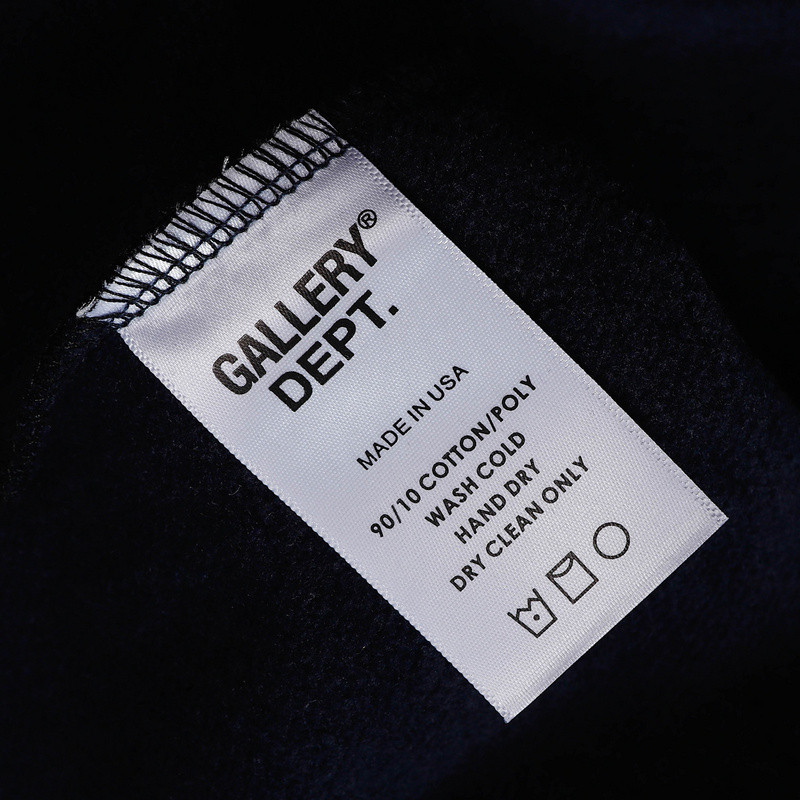 GALLERY®
DEPT.
MADE IN USA
90/10 COTTON/POLY
WASH COLD
HAND DRY
DRY CLEAN ONLY